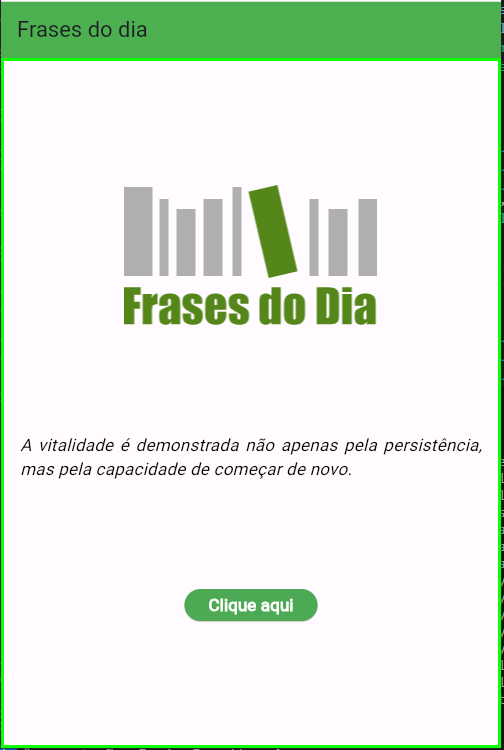 Frases do dia
Frases do Dia
A vitalidade é demonstrada não apenas pela persistência,
mas pela capacidade de começar de novo.
Clique aqui